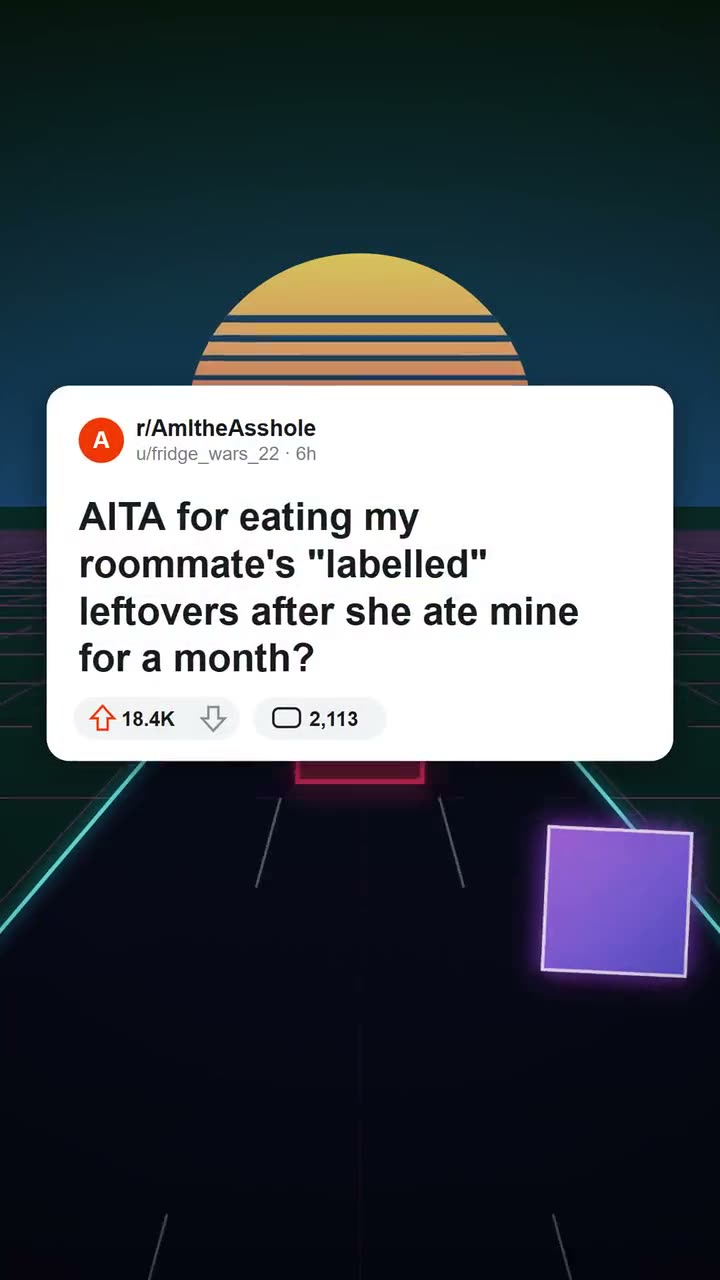 A
r/AmItheAsshole
u/fridge_wars_22 · 6h
AITA for eating my
roommate's "labelled"
leftovers after she ate mine
for a month?
18.4K
2,113